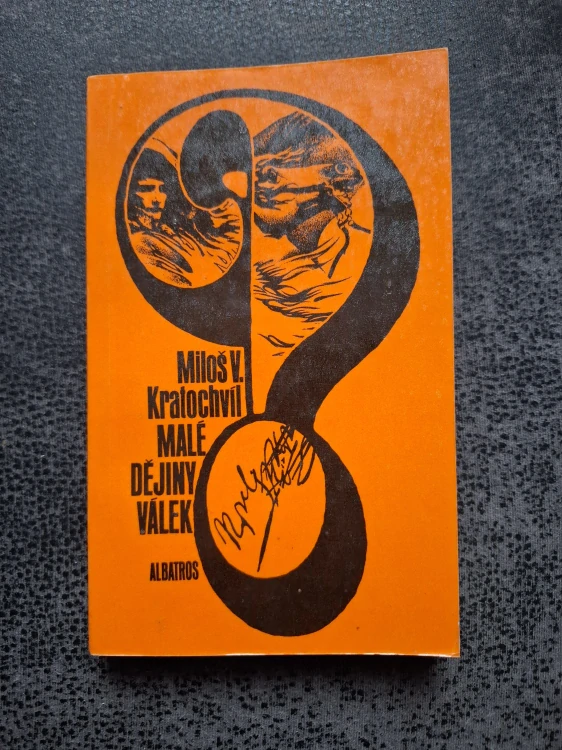 Miloš V.
Kratochvíl
MALÉ
DĚJINY
VÁLEK
ALBATROS